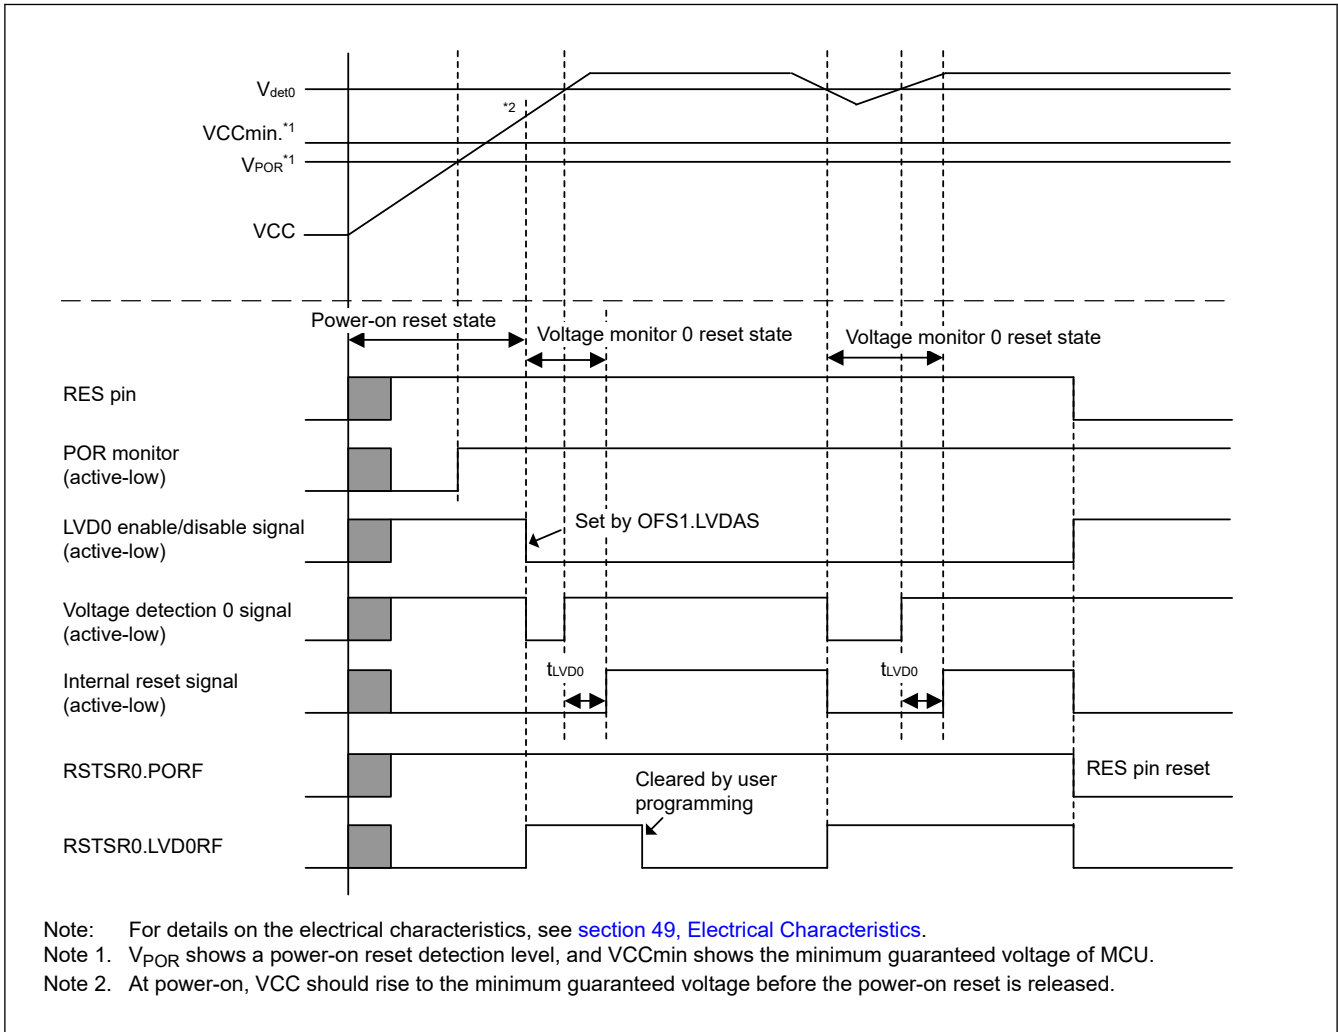 Vdet0
*2
VCCmin.*1
VPOR*1
VCC
Power-on reset state
Voltage monitor 0 reset state
Voltage monitor 0 reset state
RES pin
POR monitor
(active-low)
LVD0 enable/disable signal
(active-low)
Set by OFS1.LVDAS
Voltage detection 0 signal
(active-low)
Internal reset signal
(active-low)
tLVD0
tLVD0
RSTSR0.PORF
RES pin reset
Cleared by user
programming
RSTSR0.LVD0RF
Note: For details on the electrical characteristics, see section 49, Electrical Characteristics.
Note 1. VPOR shows a power-on reset detection level, and VCCmin shows the minimum guaranteed voltage of MCU.
Note 2. At power-on, VCC should rise to the minimum guaranteed voltage before the power-on reset is released.